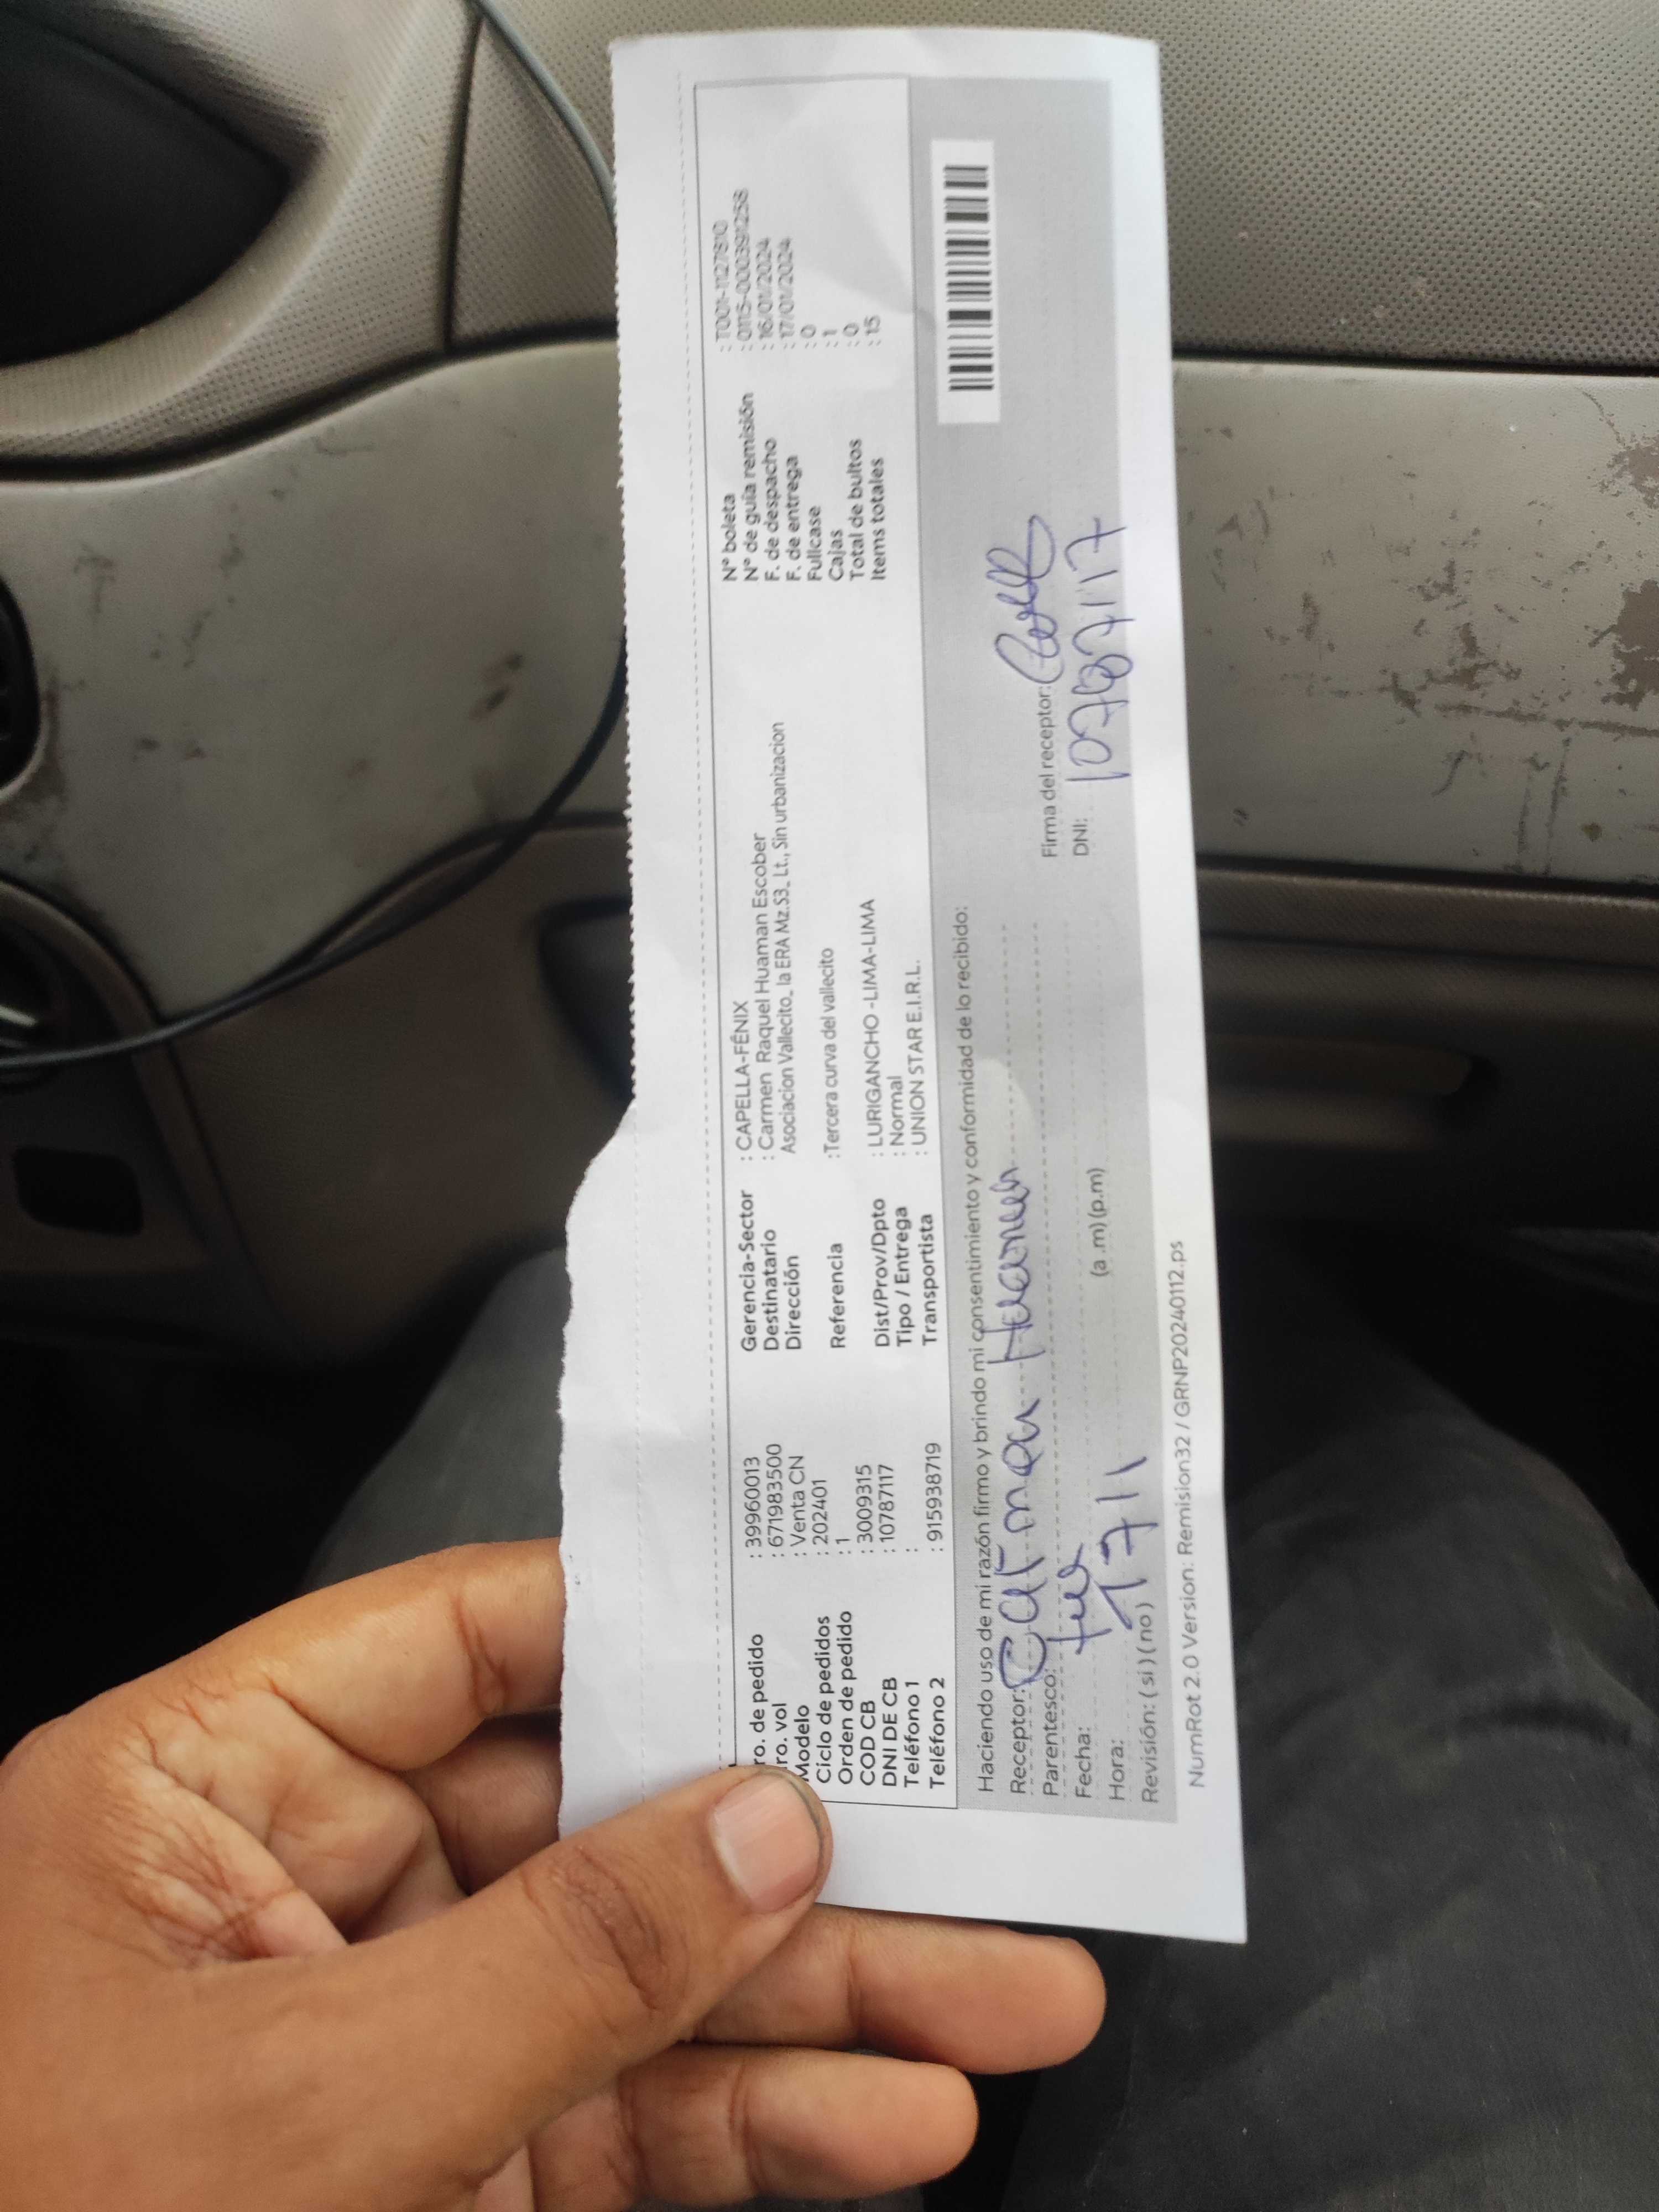 ro. de pedido : 39960013
ro. vol : 671983500
Modelo : Venta CN
Ciclo de pedidos : 202401
Orden de pedido : 1
COD CB : 3009315
DNI DE CB : 10787117
Teléfono 1 :
Teléfono 2 : 915938719
Gerencia-Sector : CAPELLA-FÉNIX
Destinatario : Carmen Raquel Huaman Escober
Dirección Asociacion Vallecito_ la ERA Mz.S3_ Lt., Sin urbanizacion
Referencia :Tercera curva del vallecito
Dist/Prov/Dpto : LURIGANCHO -LIMA-LIMA
Tipo / Entrega : Normal
Transportista : UNION STAR E.I.R.L.
N° boleta : T001-1127810
N° de guía remisión : 0115-0003991258
F. de despacho : 16/01/2024
F. de entrega : 17/01/2024
Fullcase : 0
Cajas : 1
Total de bultos : 0
Items totales : 15
Haciendo uso de mi razón firmo y brindo mi consentimiento y conformidad de lo recibido:
Receptor: Carmen Huaman
Parentesco:
Fecha: 17 / 1
Hora: (a .m) (p.m)
Revisión: ( si ) ( no )
Firma del receptor:
DNI: 10787117
NumRot 2.0 Version: Remision32 / GRNP20240112.ps